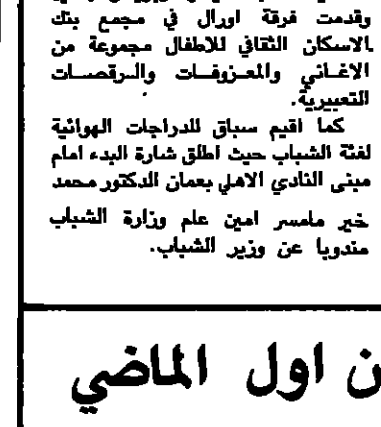 وقدمت فرقة اورال في مجمع بنك
الاسكان الثقافي للاطفال مجموعة من
الاغاني والمعزوفات والرقصات
التعبيرية.
كما اقيم سباق للدراجات الهوائية
لفئة الشباب حيث اطلق شارة البدء امام
مبنى النادي الاهلي بعمان الدكتور محمد
خير مامسر امين عام وزارة الشباب
مندوبا عن وزير الشباب.
ن اول الماضي